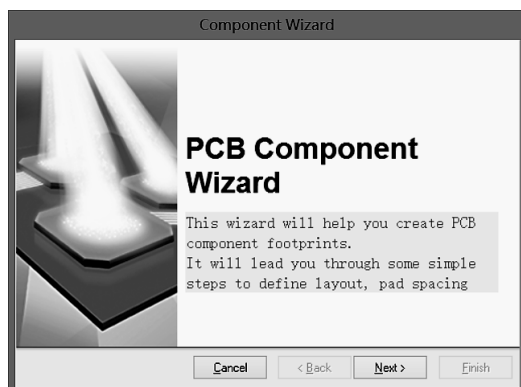 Component Wizard
PCB Component
Wizard
This wizard will help you create PCB
component footprints.
It will lead you through some simple
steps to define layout, pad spacing
Cancel
< Back
Next >
Finish